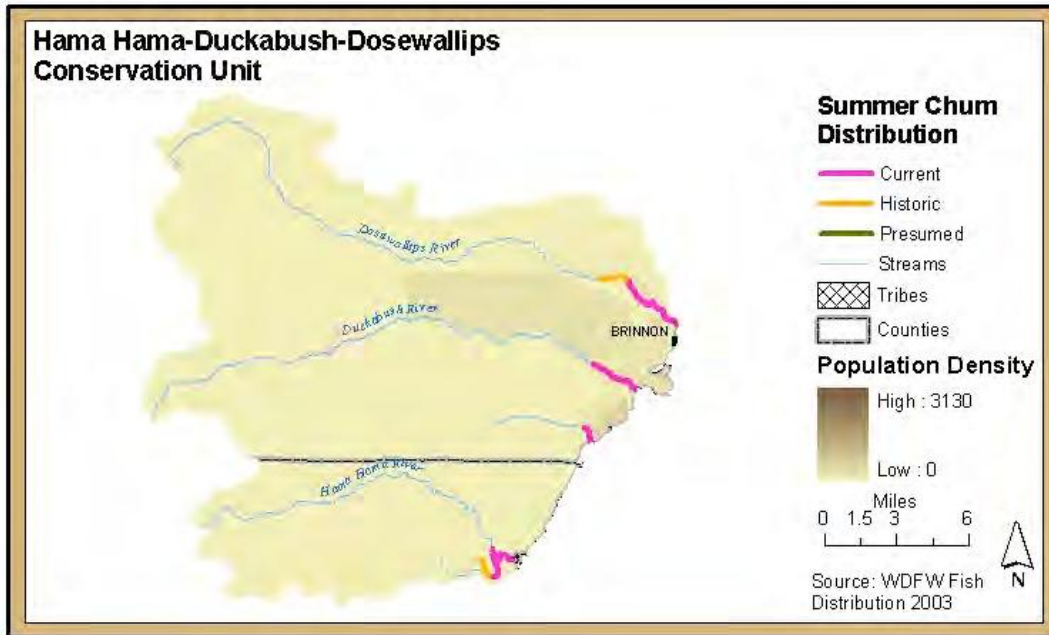 Hama Hama-Duckabush-Dosewallips
Conservation Unit
Dosewallips River
Duckabush River
BRINNON
Hama Hama River
Summer Chum
Distribution
Current
Historic
Presumed
Streams
Tribes
Counties
Population Density
High : 3130
Low : 0
Miles
0 1.5 3 6
N
Source: WDFW Fish
Distribution 2003